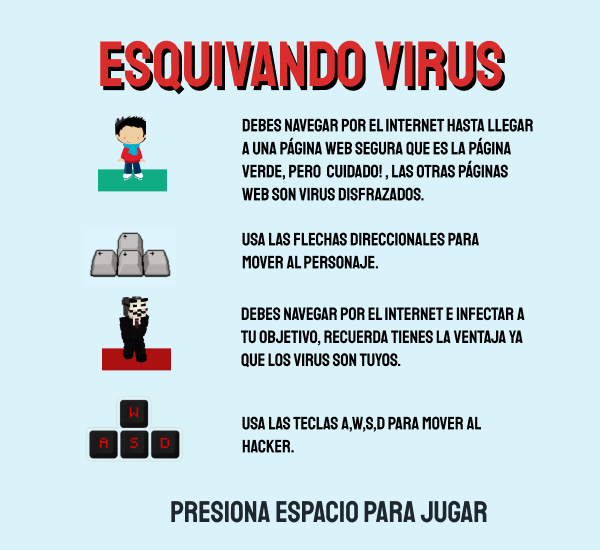 ESQUIVANDO VIRUS
DEBES NAVEGAR POR EL INTERNET HASTA LLEGAR
A UNA PÁGINA WEB SEGURA QUE ES LA PÁGINA
VERDE, PERO CUIDADO! , LAS OTRAS PÁGINAS
WEB SON VIRUS DISFRAZADOS.
USA LAS FLECHAS DIRECCIONALES PARA
MOVER AL PERSONAJE.
DEBES NAVEGAR POR EL INTERNET E INFECTAR A
TU OBJETIVO, RECUERDA TIENES LA VENTAJA YA
QUE LOS VIRUS SON TUYOS.
W
A S D
USA LAS TECLAS A,W,S,D PARA MOVER AL
HACKER.
PRESIONA ESPACIO PARA JUGAR